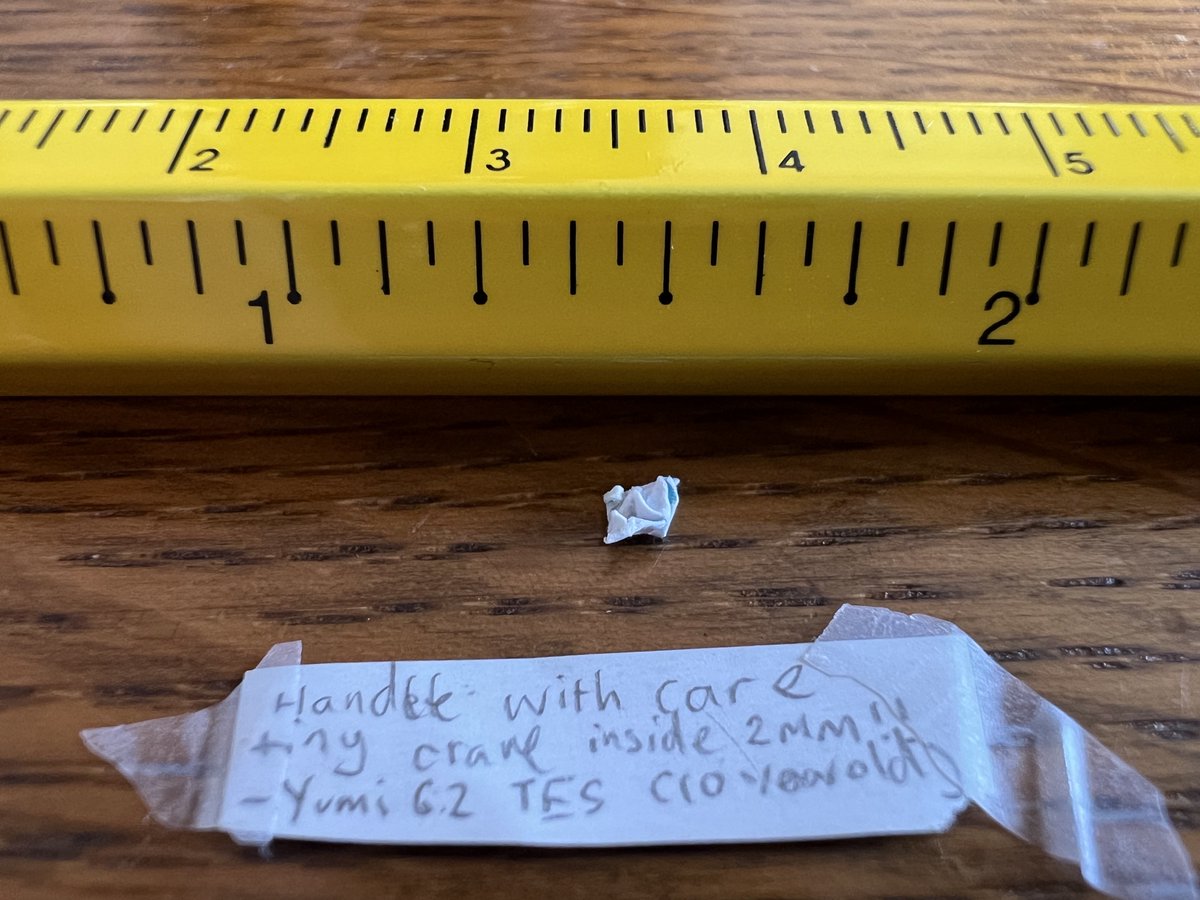 2 3 4 5
1 2
Handle with care
tiny crane inside 2MM!!
-Yumi 6.2 TES (10 year old)